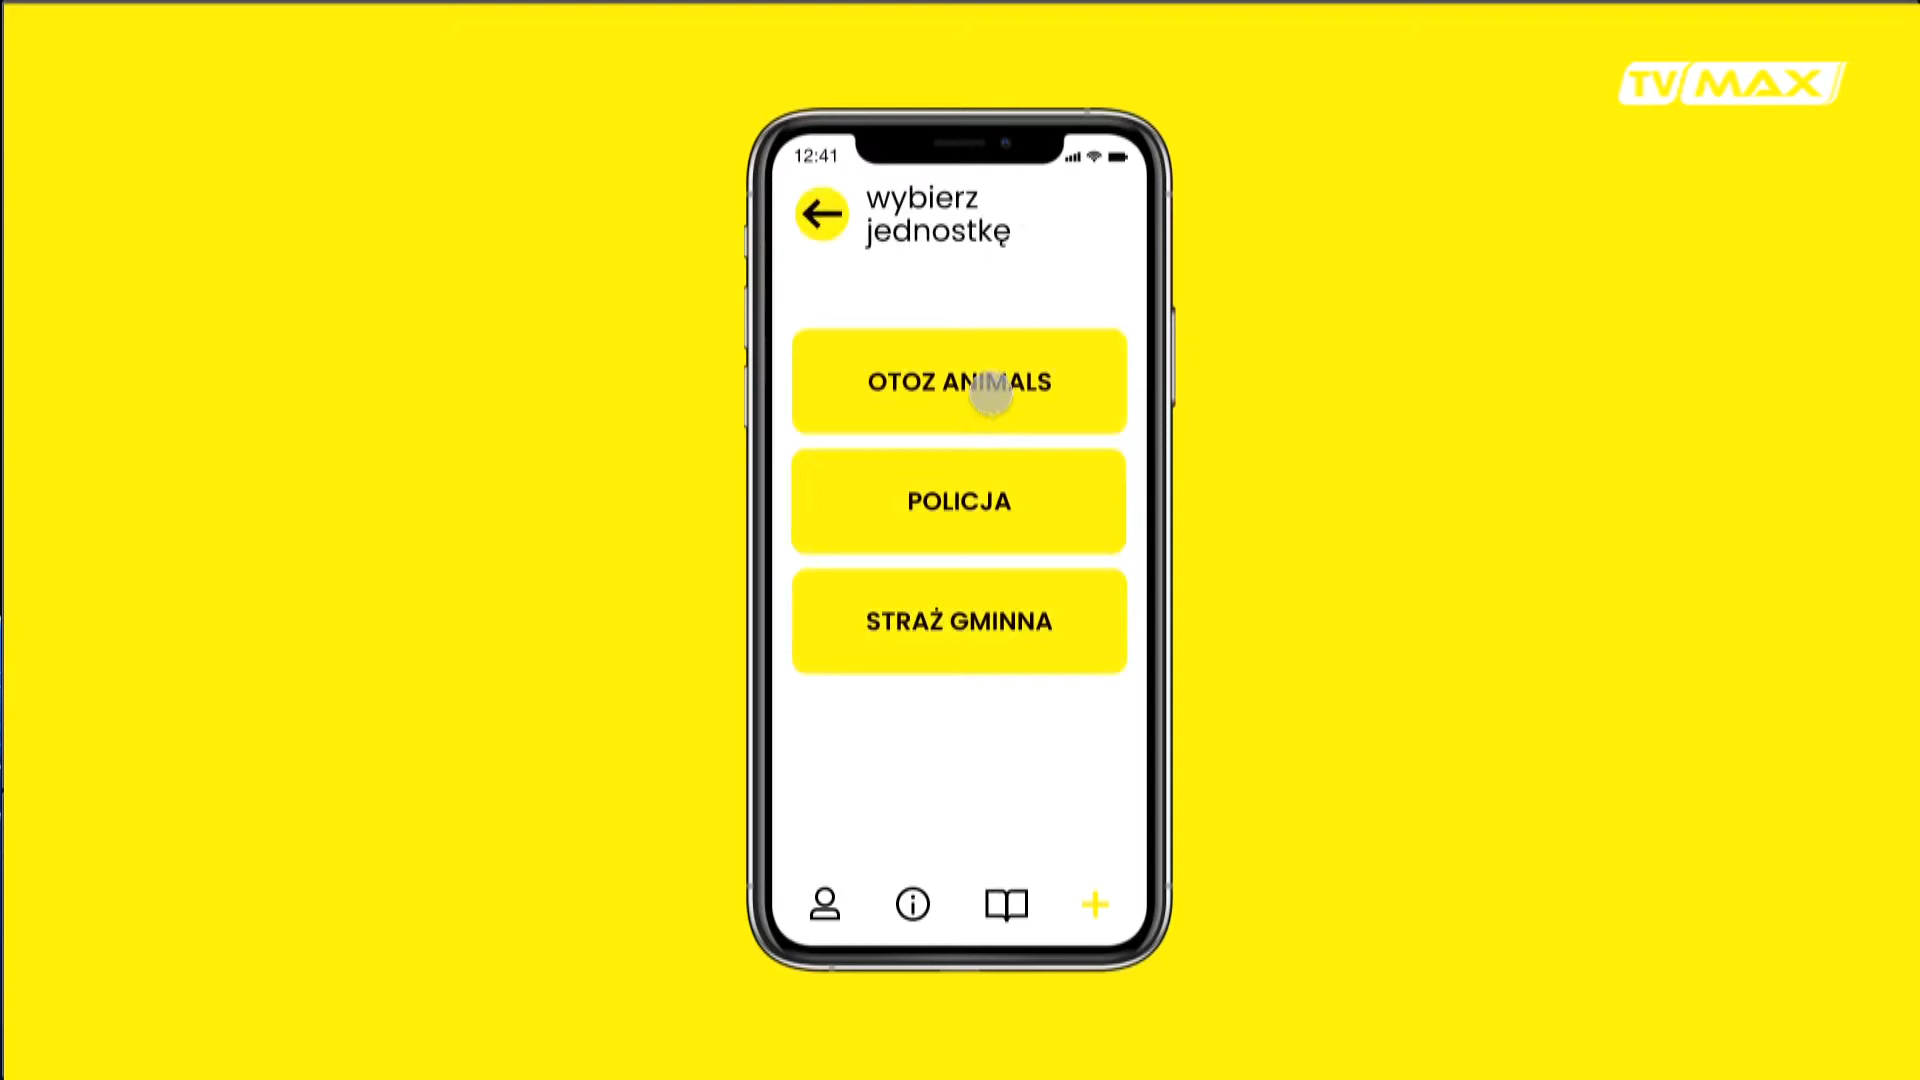 TV MAX
12:41
wybierz
jednostkę
OTOZ ANIMALS
POLICJA
STRAŻ GMINNA